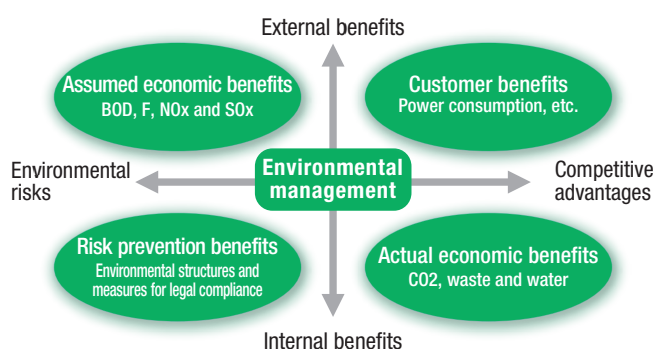 External benefits
Assumed economic benefits
BOD, F, NOx and SOx
Customer benefits
Power consumption, etc.
Environmental
risks
Environmental
management
Competitive
advantages
Risk prevention benefits
Environmental structures and
measures for legal compliance
Actual economic benefits
CO2, waste and water
Internal benefits